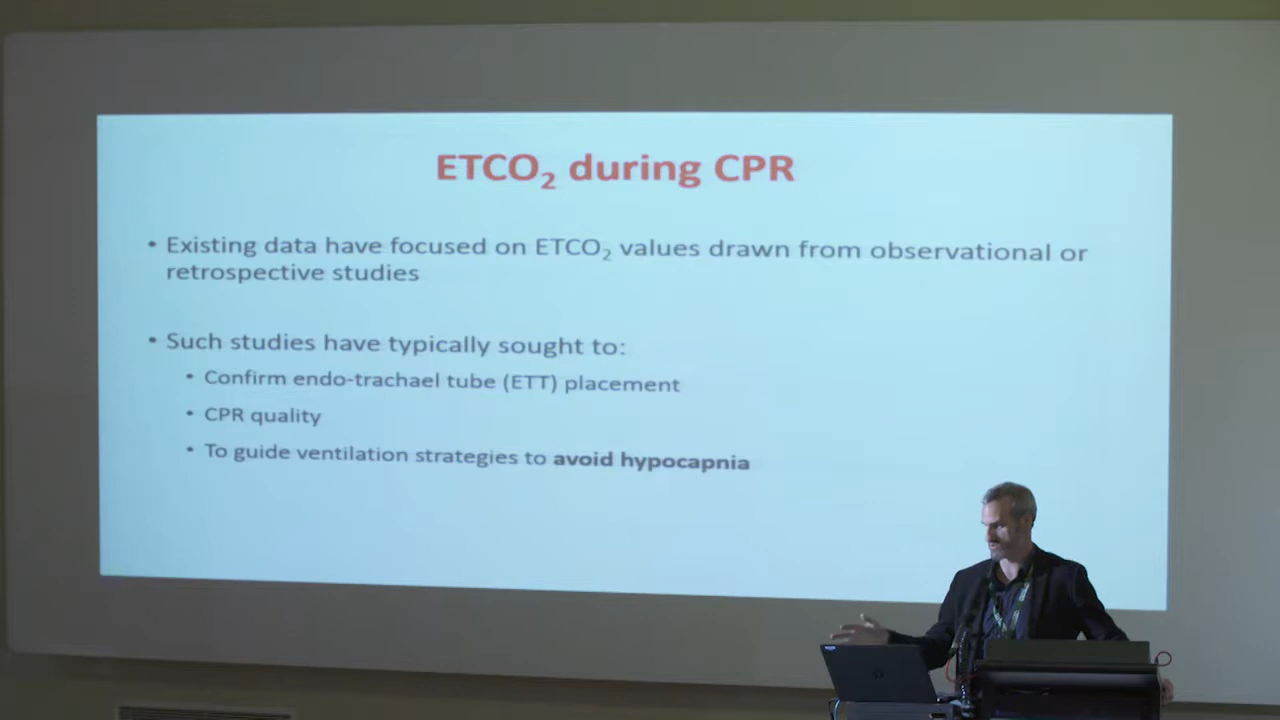 ETCO₂ during CPR
• Existing data have focused on ETCO₂ values drawn from observational or
retrospective studies
• Such studies have typically sought to:
• Confirm endo-trachael tube (ETT) placement
• CPR quality
• To guide ventilation strategies to avoid hypocapnia